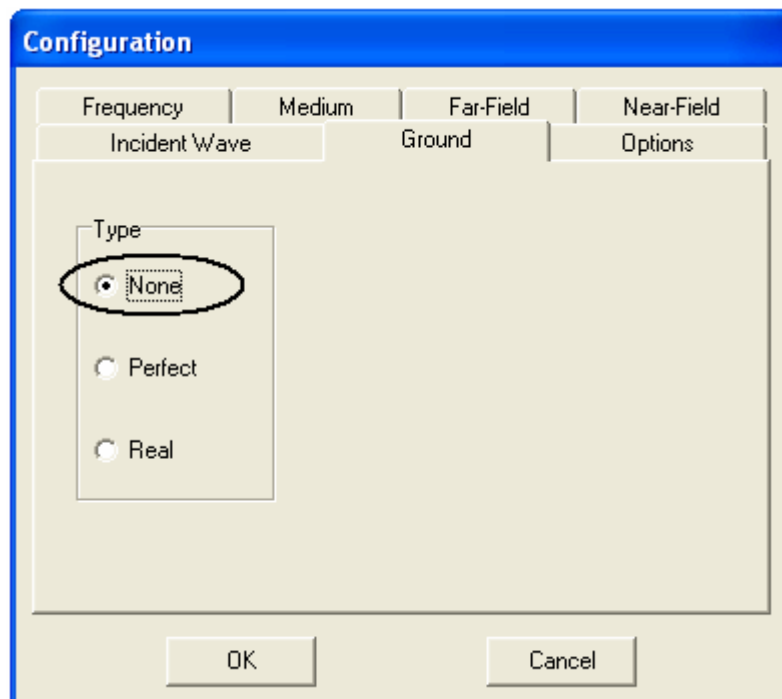 Configuration
Frequency Medium Far-Field Near-Field
Incident Wave Ground Options
Type
None
Perfect
Real
OK Cancel